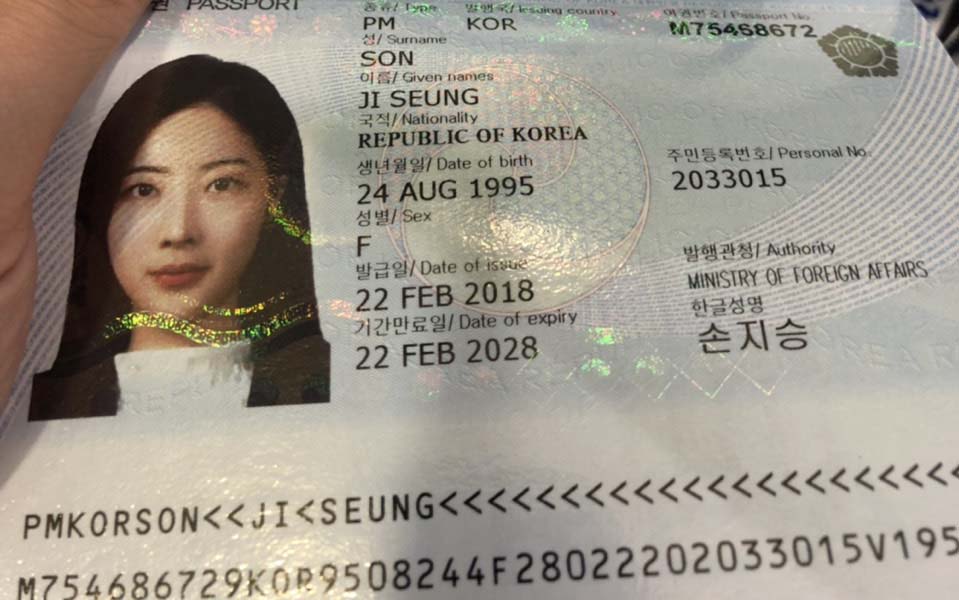 PASSPORT
종류/ Type 발행국/ Issuing country 여권번호/ Passport No.
PM KOR M75468672
성/ Surname
SON
이름/ Given names
JI SEUNG
국적/ Nationality
REPUBLIC OF KOREA
생년월일/ Date of birth 주민등록번호/ Personal No.
24 AUG 1995 2033015
성별/ Sex
F
발급일/ Date of issue 발행관청/ Authority
22 FEB 2018 MINISTRY OF FOREIGN AFFAIRS
기간만료일/ Date of expiry 한글성명
22 FEB 2028 손지승
PMKORSON<<JI<SEUNG<<<<<<<<<<<<<<<<<<<<<<<
M754686729KOR9508244F28022202033015V195